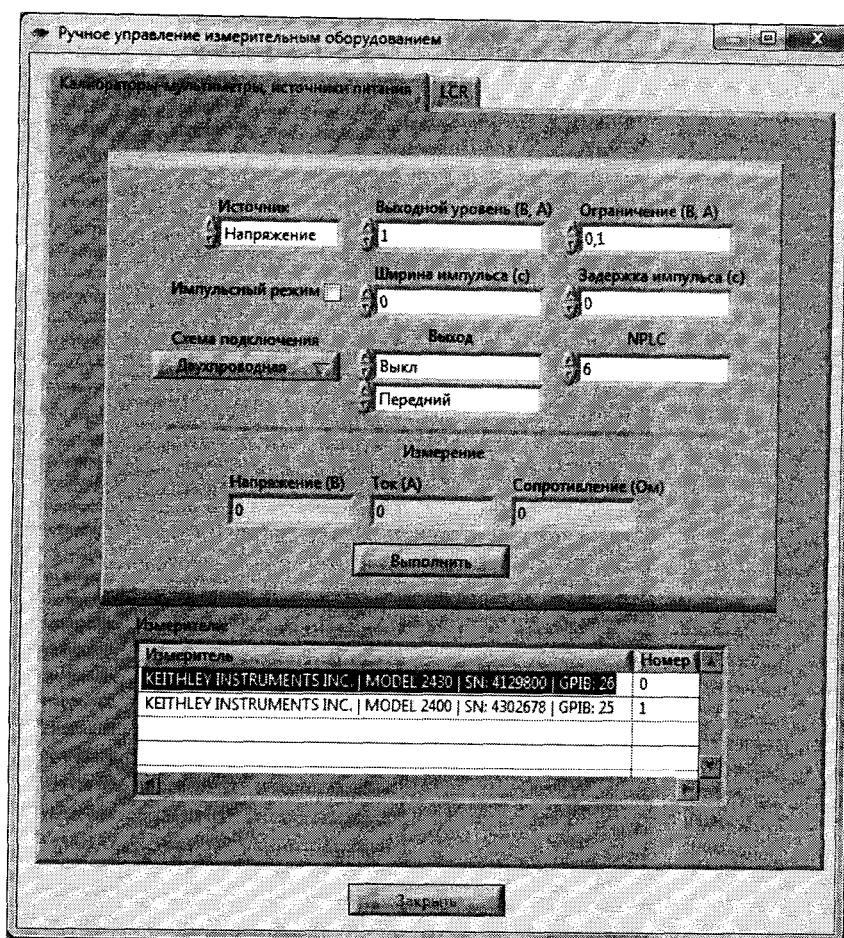 Ручное управление измерительным оборудованием
Калибраторы-мультиметры, источники питания
LCR
Источник
Выходной уровень (В, А)
Ограничение (В, А)
Напряжение
1
0,1
Импульсный режим
Ширина импульса (с)
Задержка импульса (с)
0
0
Схема подключения
Выход
NPLC
Двухпроводная
Выкл
6
Передний
Измерение
Напряжение (В)
Ток (А)
Сопротивление (Ом)
0
0
0
Выполнить
Измерители
Измеритель
Номер
KEITHLEY INSTRUMENTS INC. | MODEL 2430 | SN: 4129800 | GPIB: 26
0
KEITHLEY INSTRUMENTS INC. | MODEL 2400 | SN: 4302678 | GPIB: 25
1
Закрыть